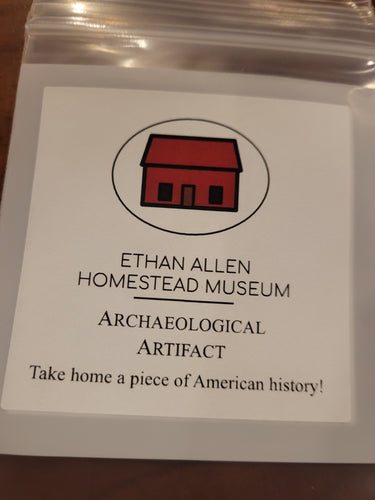 ETHAN ALLEN
HOMESTEAD MUSEUM
ARCHAEOLOGICAL
ARTIFACT
Take home a piece of American history!